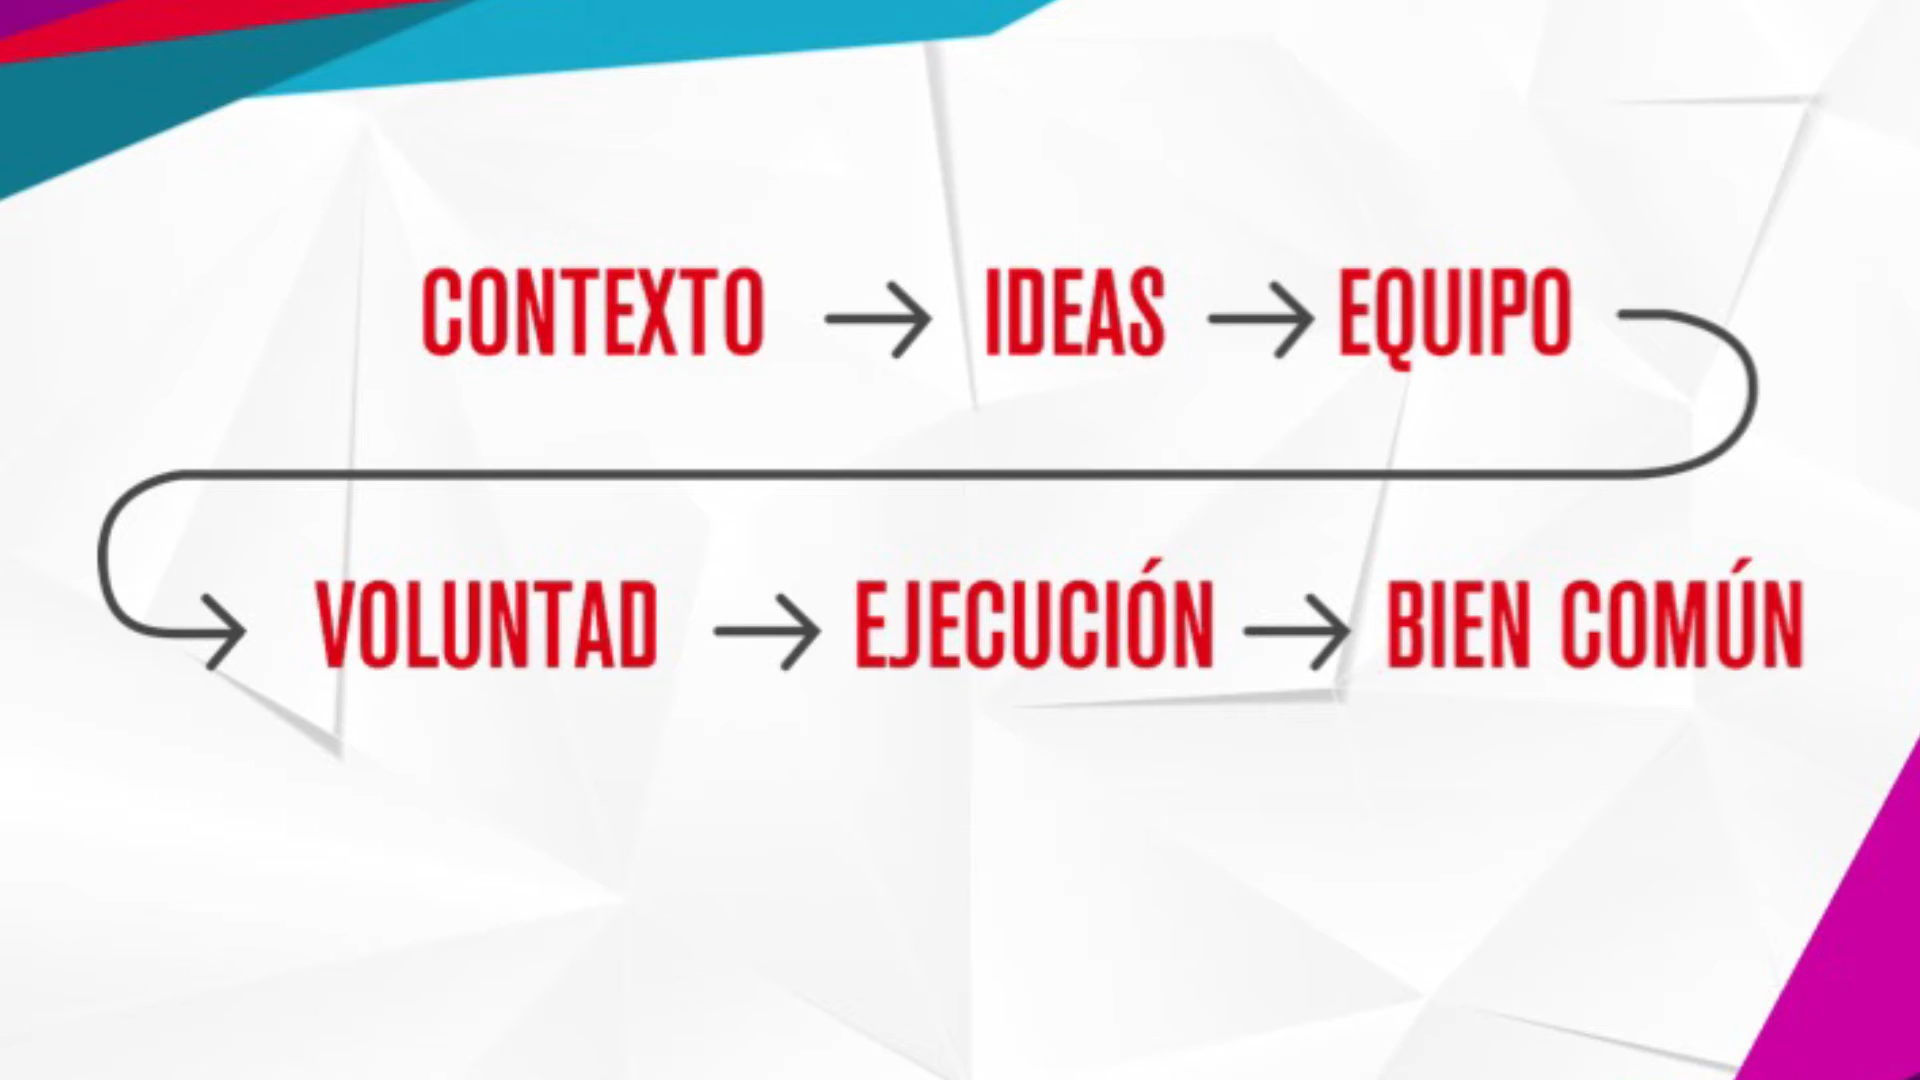 CONTEXTO → IDEAS → EQUIPO
VOLUNTAD → EJECUCIÓN → BIEN COMÚN